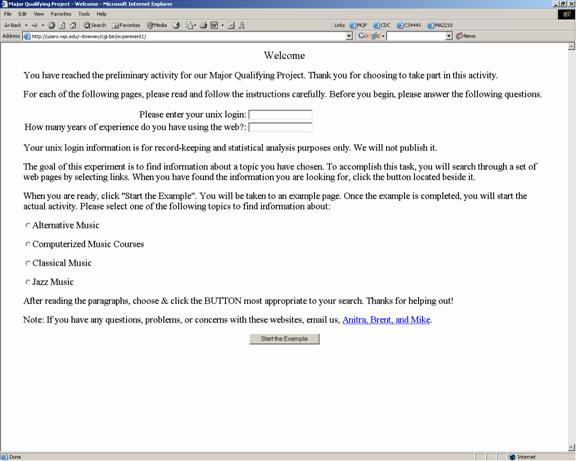 Major Qualifying Project - Welcome - Microsoft Internet Explorer
File Edit View Favorites Tools Help
Back Search Favorites Media Links MQP CDC CS444X MA2210
Address http://users.wpi.edu/~bnewey/cgi-bin/experiment1/ Google News
Welcome
You have reached the preliminary activity for our Major Qualifying Project. Thank you for choosing to take part in this activity.
For each of the following pages, please read and follow the instructions carefully. Before you begin, please answer the following questions.
Please enter your unix login:
How many years of experience do you have using the web?:
Your unix login information is for record-keeping and statistical analysis purposes only. We will not publish it.
The goal of this experiment is to find information about a topic you have chosen. To accomplish this task, you will search through a set of
web pages by selecting links. When you have found the information you are looking for, click the button located beside it.
When you are ready, click "Start the Example". You will be taken to an example page. Once the example is completed, you will start the
actual activity. Please select one of the following topics to find information about:
Alternative Music
Computerized Music Courses
Classical Music
Jazz Music
After reading the paragraphs, choose & click the BUTTON most appropriate to your search. Thanks for helping out!
Note: If you have any questions, problems, or concerns with these websites, email us, Anitra, Brent, and Mike.
Start the Example
Done Internet